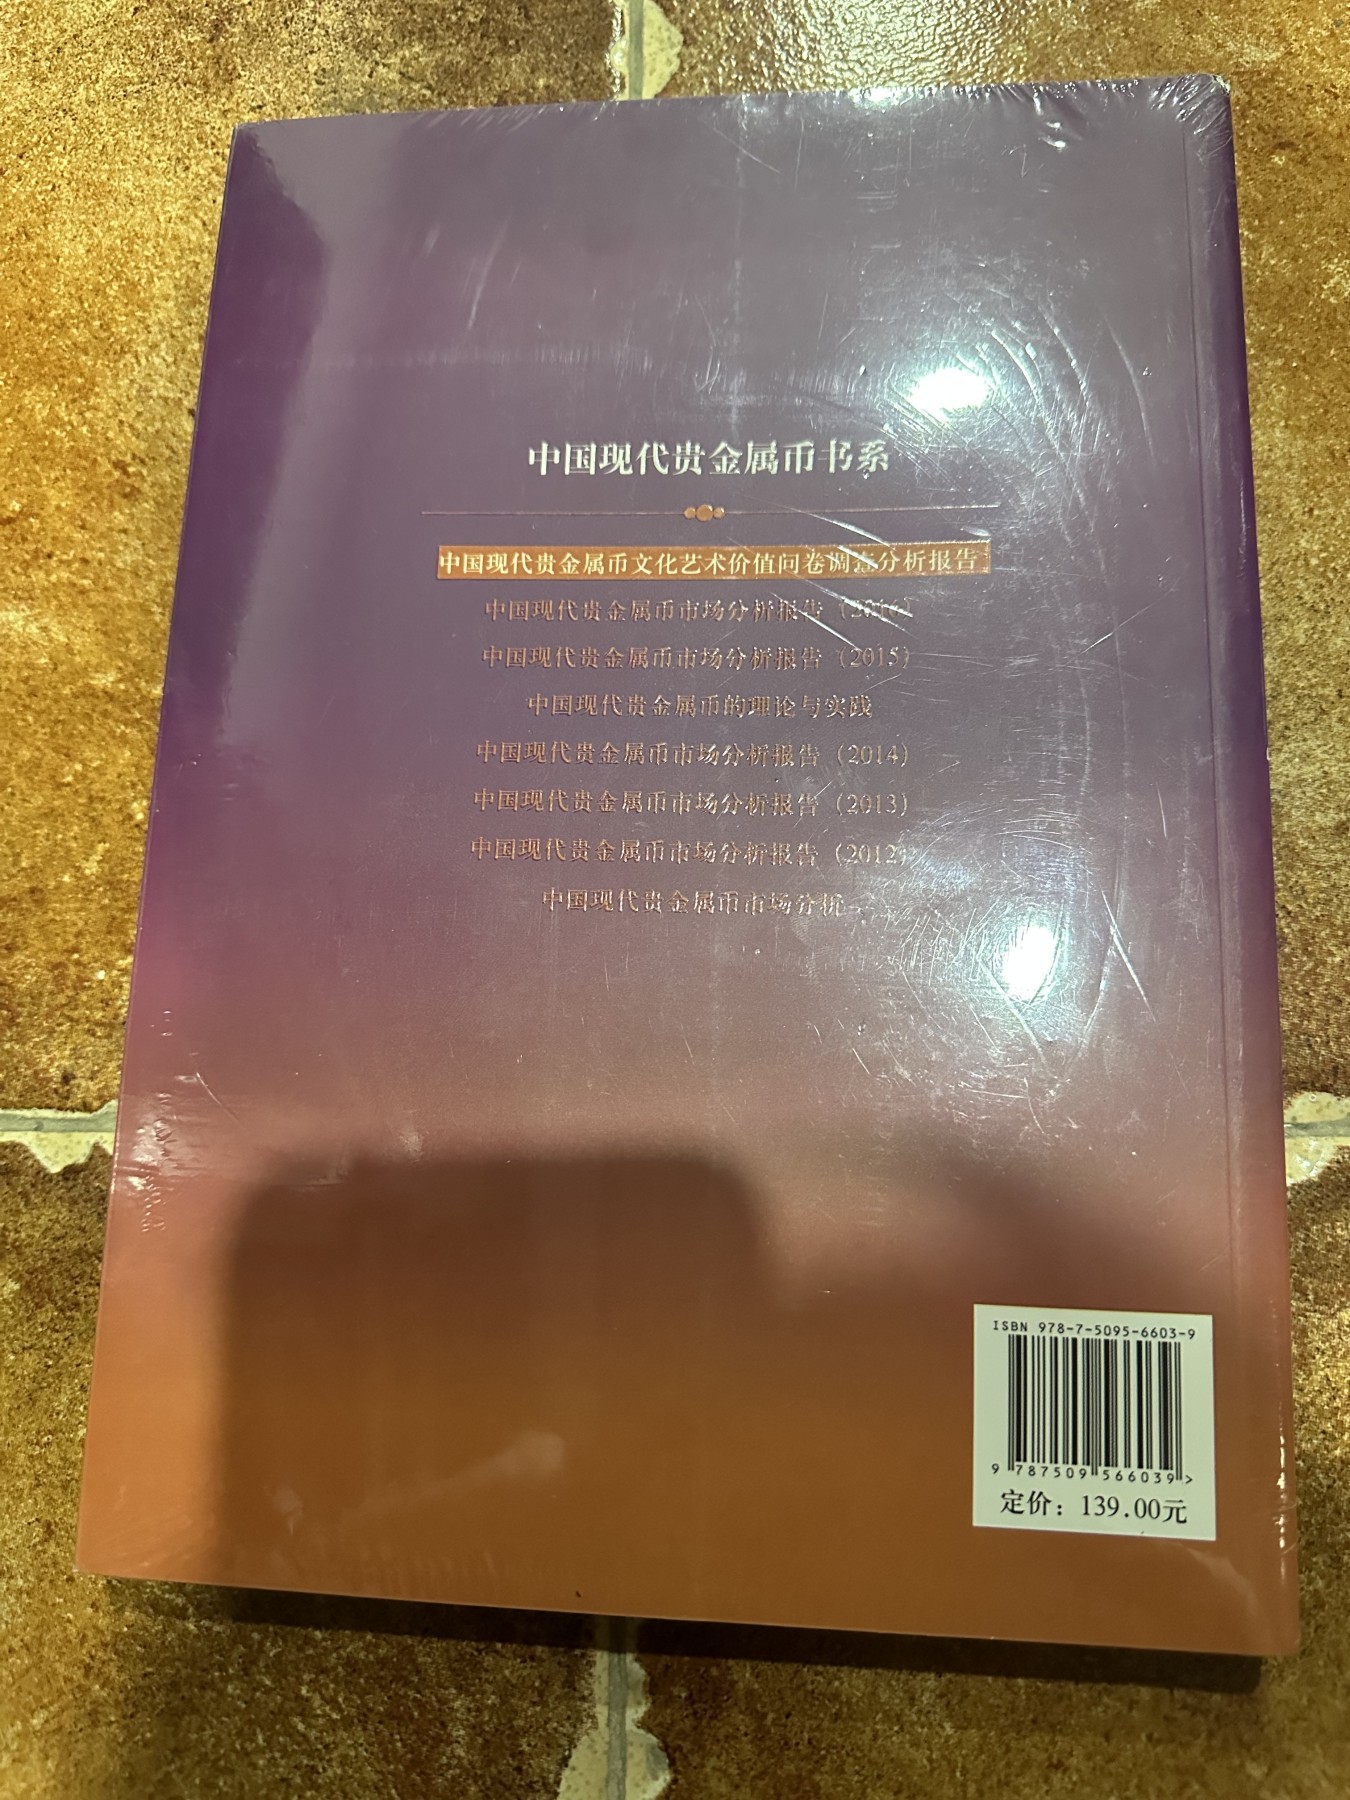 中国现代贵金属币书系
中国现代贵金属币文化艺术价值问卷调查分析报告
中国现代贵金属币市场分析报告（2016）
中国现代贵金属币市场分析报告（2015）
中国现代贵金属币的理论与实践
中国现代贵金属币市场分析报告（2014）
中国现代贵金属币市场分析报告（2013）
中国现代贵金属币市场分析报告（2012）
中国现代贵金属币市场分析
ISBN 978-7-5095-6603-9
9 787509 566039>
定价：139.00元